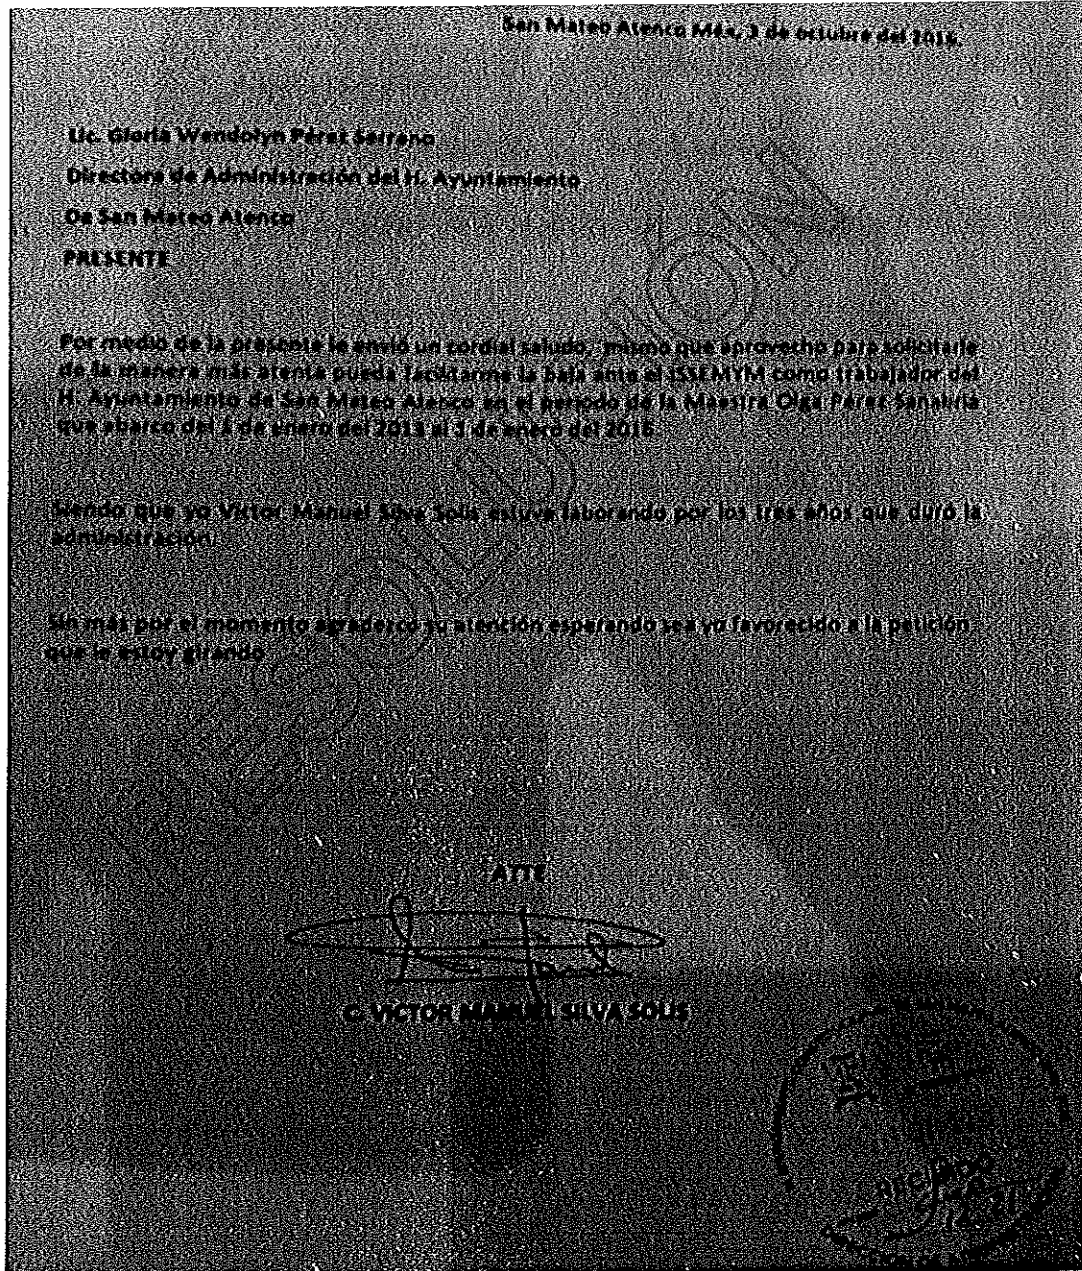 San Mateo Atenco Méx, 3 de octubre del 2016.
Lic. Gloria Wendolyn Pérez Serrano
Directora de Administración del H. Ayuntamiento
De San Mateo Atenco
PRESENTE
Por medio de la presente le envió un cordial saludo, mismo que aprovecho para solicitarle
de la manera más atenta pueda facilitarme la baja ante el ISSEMYM como trabajador del
H. Ayuntamiento de San Mateo Atenco en el periodo de la Maestra Olga Pérez Sanabria
que abarco del 1 de enero del 2013 al 1 de enero del 2016
Siendo que yo Victor Manuel Silva Solis estuve laborando por los tres años que duró la
administración.
Sin más por el momento agradezco su atención esperando sea yo favorecido a la petición
que le estoy girando
ATTE
C. VICTOR MANUEL SILVA SOLIS